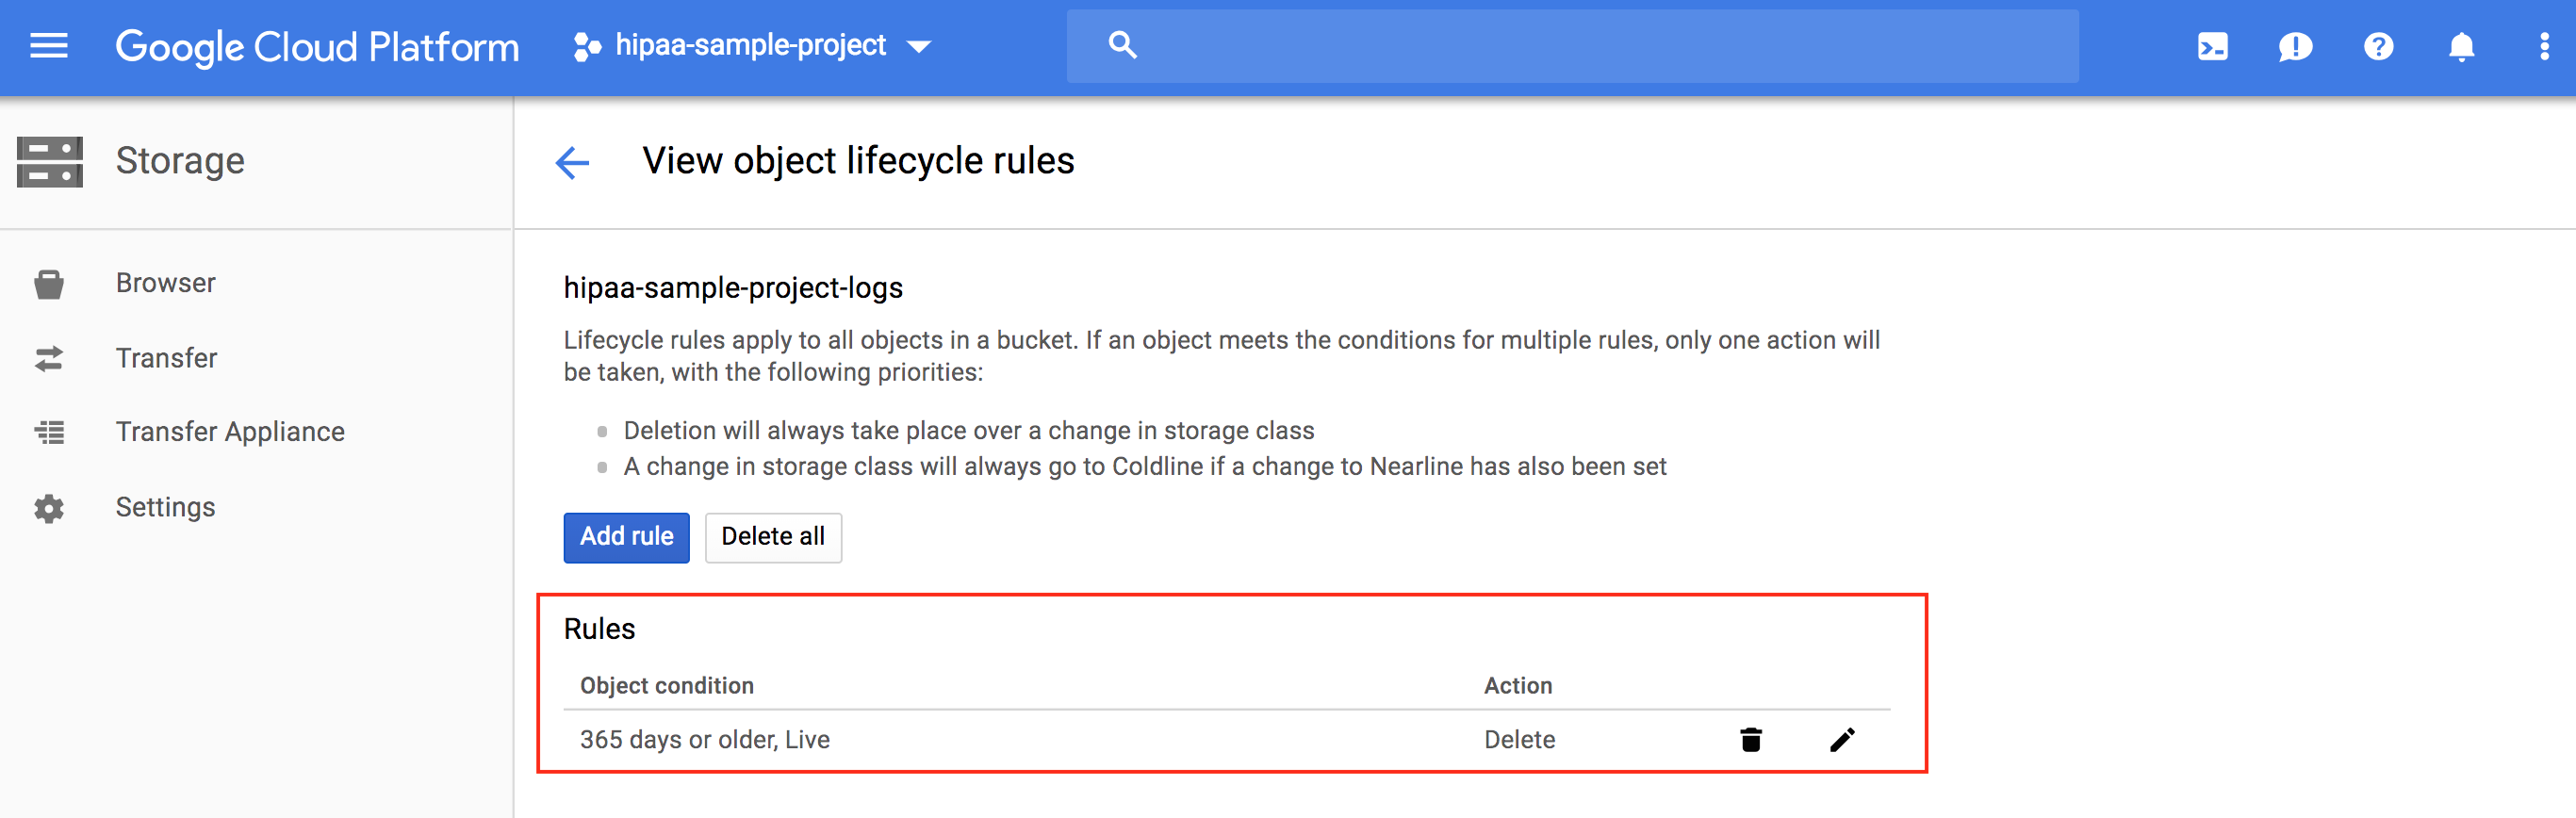 Google Cloud Platform
hipaa-sample-project
Storage
View object lifecycle rules
Browser
Transfer
Transfer Appliance
Settings
hipaa-sample-project-logs
Lifecycle rules apply to all objects in a bucket. If an object meets the conditions for multiple rules, only one action will
be taken, with the following priorities:
Deletion will always take place over a change in storage class
A change in storage class will always go to Coldline if a change to Nearline has also been set
Add rule Delete all
Rules
Object condition Action
365 days or older, Live Delete